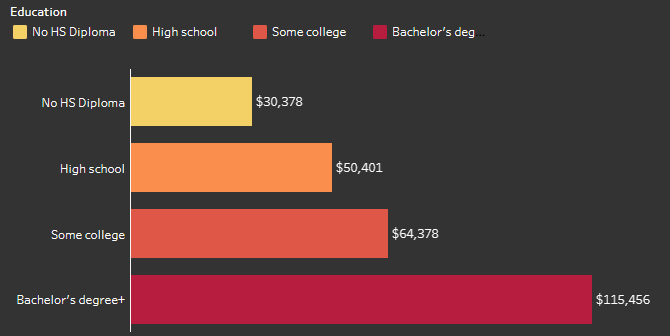 Education
No HS Diploma High school Some college Bachelor's deg...
No HS Diploma $30,378
High school $50,401
Some college $64,378
Bachelor's degree+ $115,456